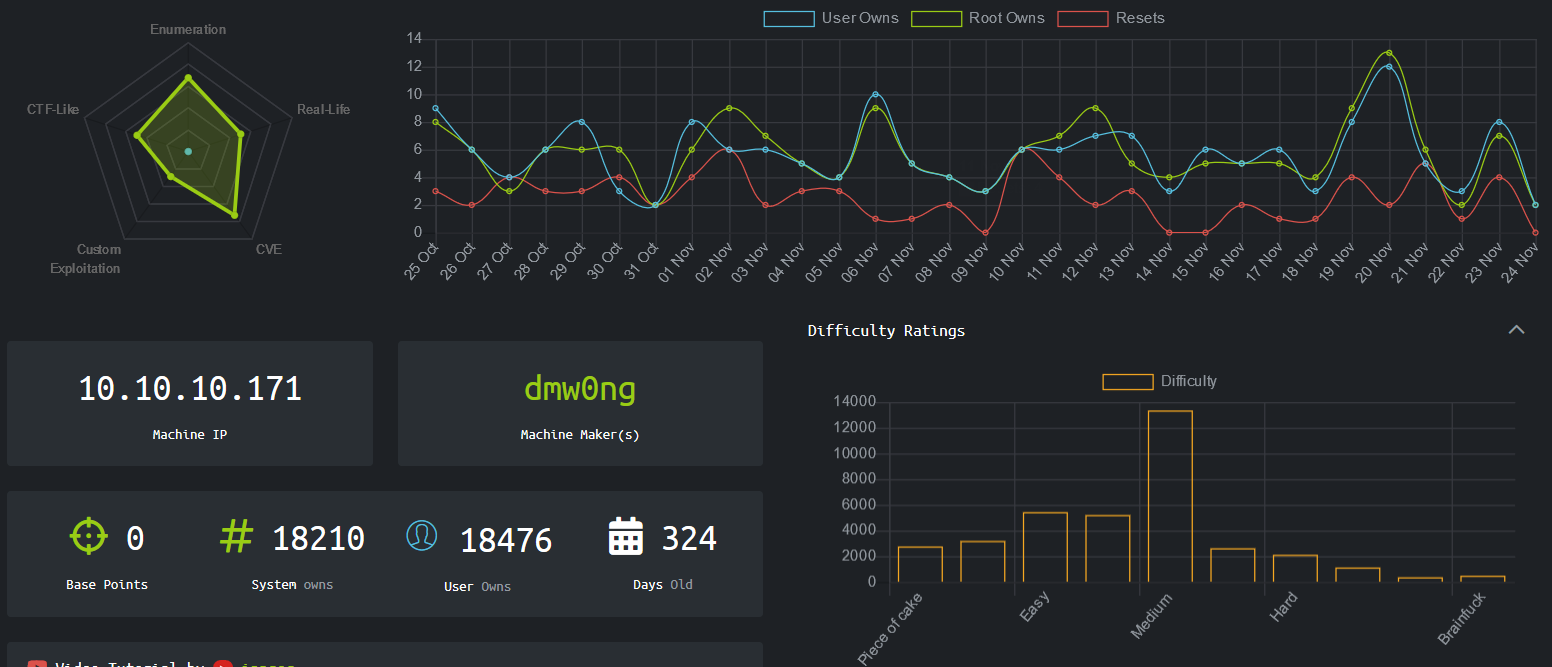 Enumeration
CTF-Like
Real-Life
Custom
Exploitation
CVE
User Owns Root Owns Resets
14
12
10
8
6
4
2
0
25 Oct 26 Oct 27 Oct 28 Oct 29 Oct 30 Oct 31 Oct 01 Nov 02 Nov 03 Nov 04 Nov 05 Nov 06 Nov 07 Nov 08 Nov 09 Nov 10 Nov 11 Nov 12 Nov 13 Nov 14 Nov 15 Nov 16 Nov 17 Nov 18 Nov 19 Nov 20 Nov 21 Nov 22 Nov 23 Nov 24 Nov
10.10.10.171
Machine IP
dmw0ng
Machine Maker(s)
0
Base Points
18210
System owns
18476
User Owns
324
Days Old
Difficulty Ratings
Difficulty
14000
12000
10000
8000
6000
4000
2000
0
Piece of cake Easy Medium Hard Brainfuck
Video Tutorial by